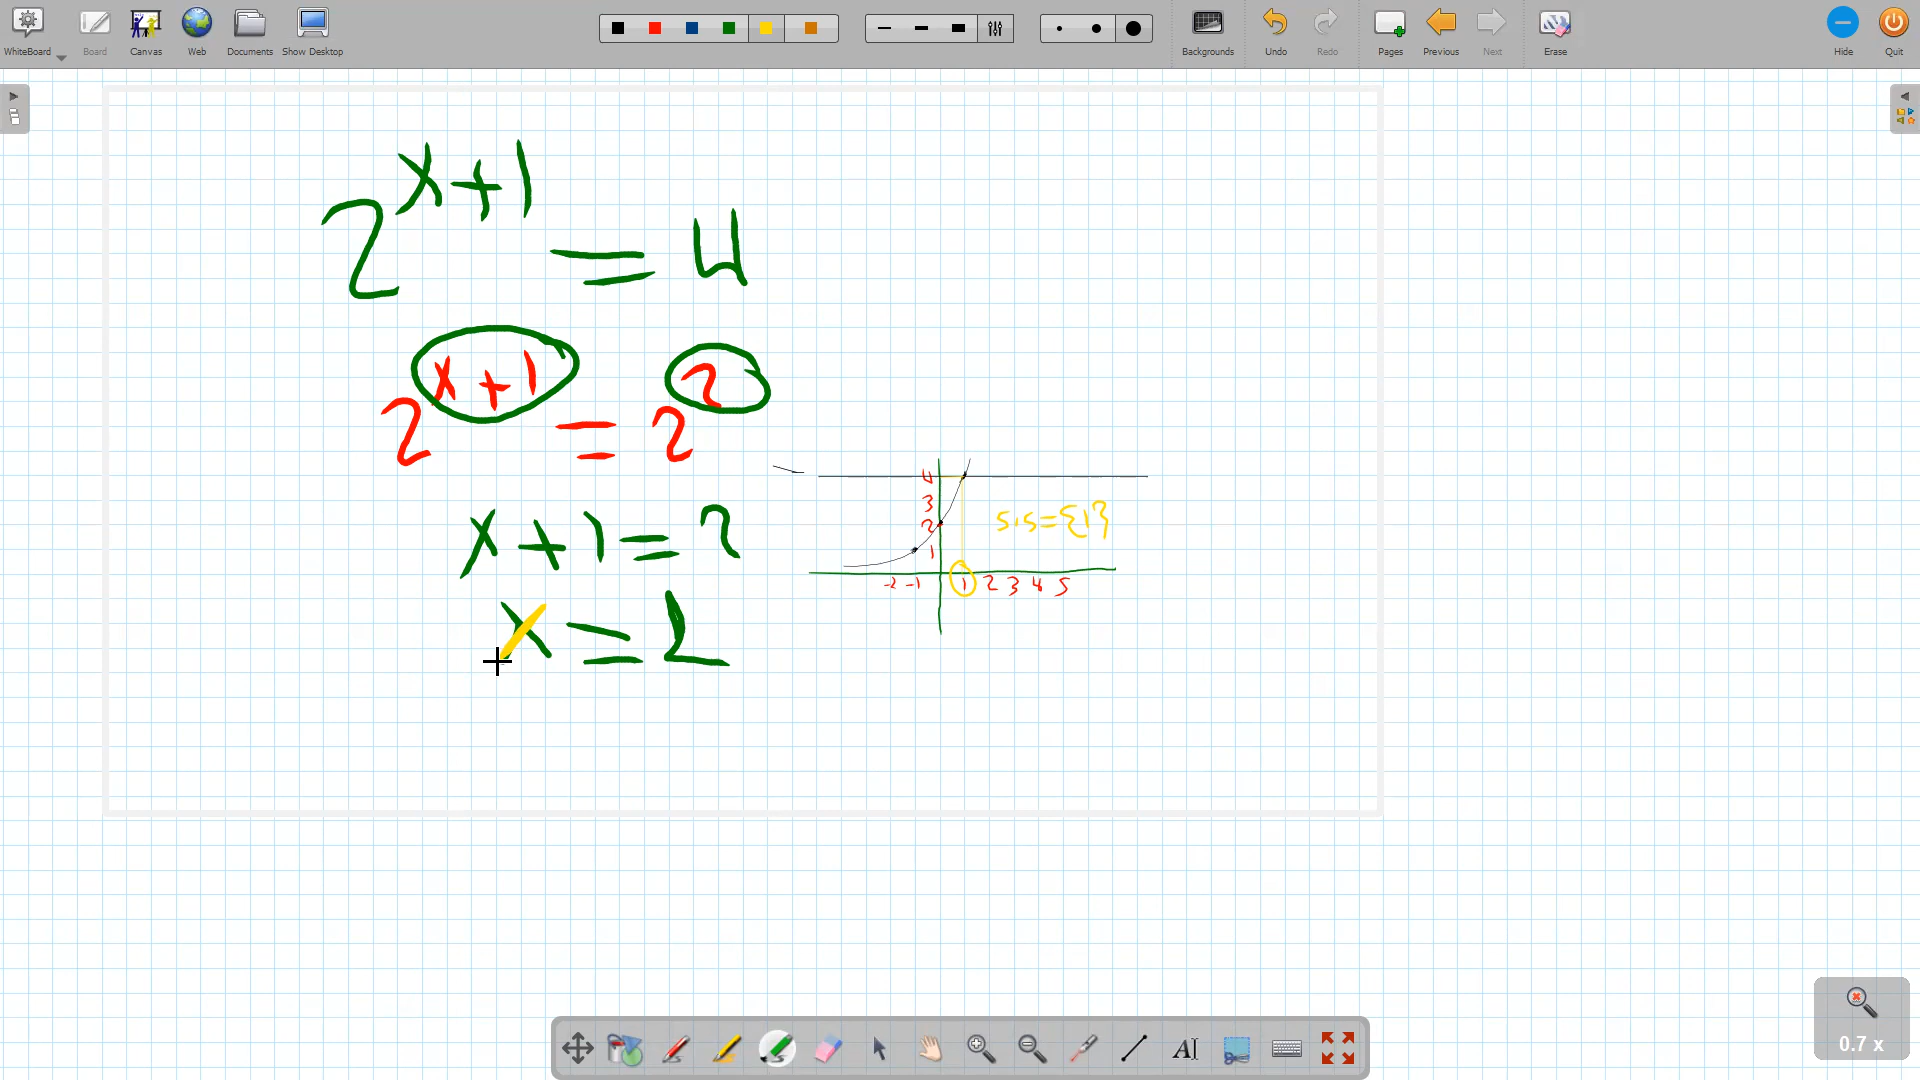 WhiteBoard Board Canvas Web Documents Show Desktop Backgrounds Undo Redo Pages Previous Next Erase Hide Quit
2^{x+1} = 4
2^{x+1} = 2^2
x+1=2
x=1
4
3
2
1
-2 -1 1 2 3 4 5
S.S={1}
AI
0.7 x